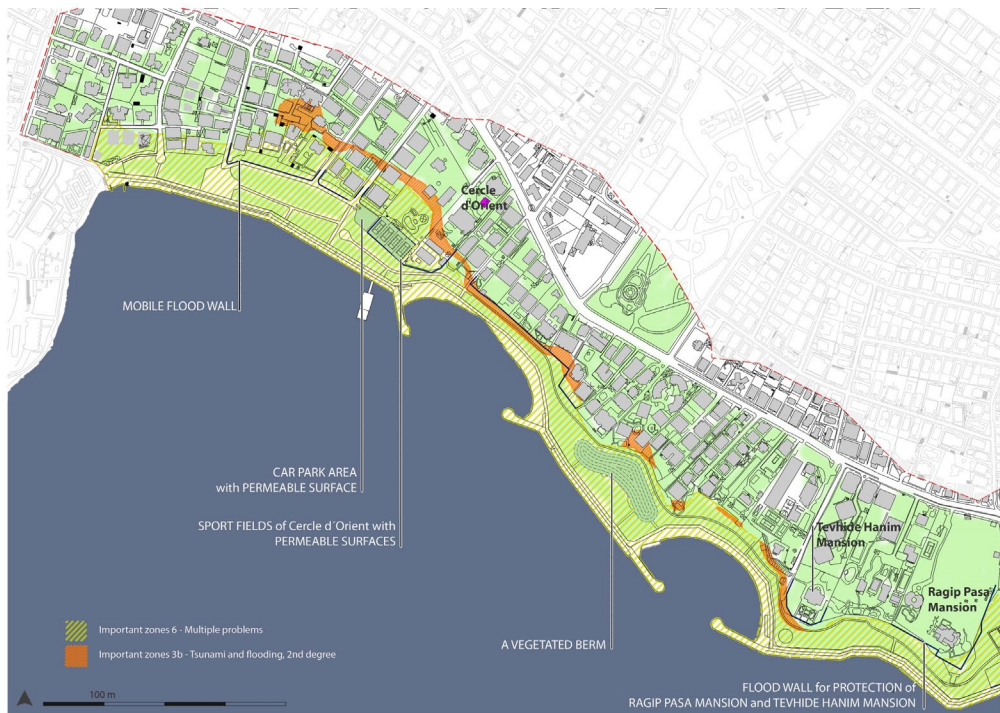 Cercle
d'Orient
MOBILE FLOOD WALL
CAR PARK AREA
with PERMEABLE SURFACE
SPORT FIELDS of Cercle d´Orient with
PERMEABLE SURFACES
Tevhide Hanim
Mansion
Ragip Pasa
Mansion
A VEGETATED BERM
Important zones 6 - Multiple problems
Important zones 3b - Tsunami and flooding, 2nd degree
100 m
FLOOD WALL for PROTECTION of
RAGIP PASA MANSION and TEVHIDE HANIM MANSION